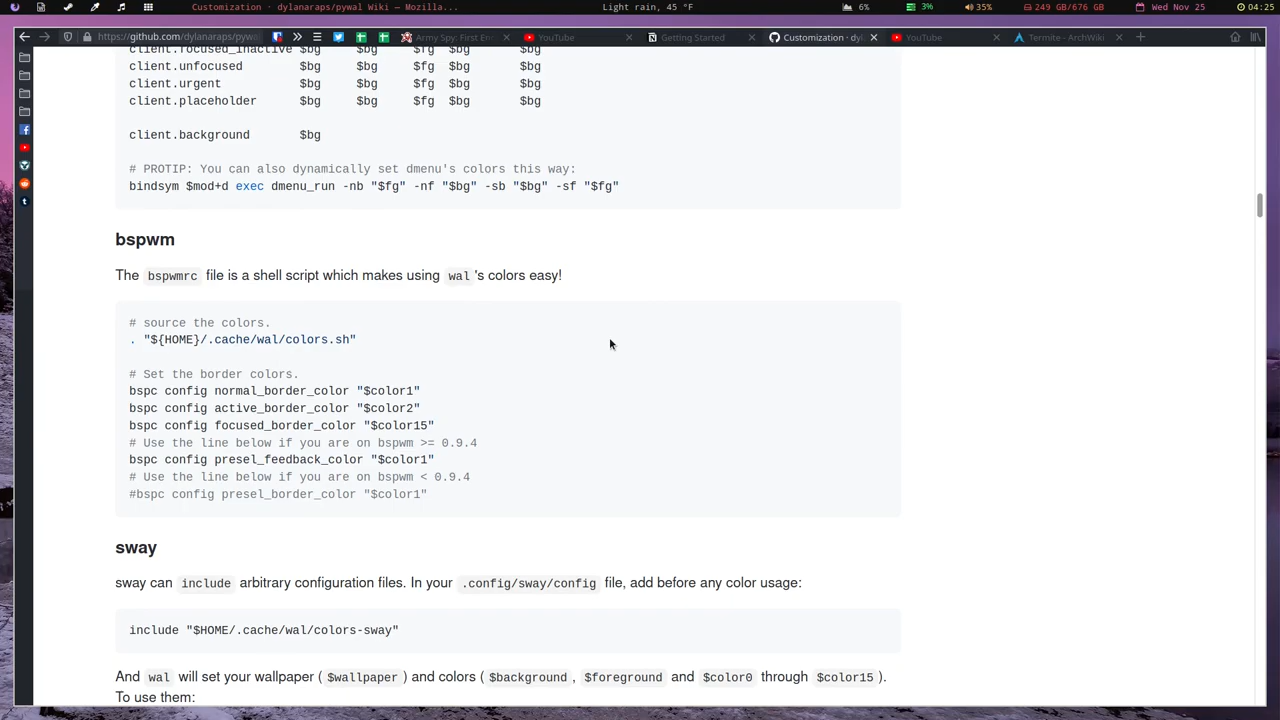 Customization · dylanaraps/pywal Wiki — Mozilla...
Light rain, 45 °F
6%
3%
35%
249 GB/676 GB
Wed Nov 25
04:25
https://github.com/dylanaraps/pywa
Army Spy: First En
YouTube
Getting Started
Customization · dyl
YouTube
Termite - ArchWiki
client.focused_inactive $bg $bg $fg $bg $bg
client.unfocused $bg $bg $fg $bg $bg
client.urgent $bg $bg $fg $bg $bg
client.placeholder $bg $bg $fg $bg $bg
client.background $bg
# PROTIP: You can also dynamically set dmenu's colors this way:
bindsym $mod+d exec dmenu_run -nb "$fg" -nf "$bg" -sb "$bg" -sf "$fg"
bspwm
The bspwmrc file is a shell script which makes using wal 's colors easy!
# source the colors.
. "${HOME}/.cache/wal/colors.sh"
# Set the border colors.
bspc config normal_border_color "$color1"
bspc config active_border_color "$color2"
bspc config focused_border_color "$color15"
# Use the line below if you are on bspwm >= 0.9.4
bspc config presel_feedback_color "$color1"
# Use the line below if you are on bspwm < 0.9.4
#bspc config presel_border_color "$color1"
sway
sway can include arbitrary configuration files. In your .config/sway/config file, add before any color usage:
include "$HOME/.cache/wal/colors-sway"
And wal will set your wallpaper ( $wallpaper ) and colors ( $background , $foreground and $color0 through $color15 ).
To use them: